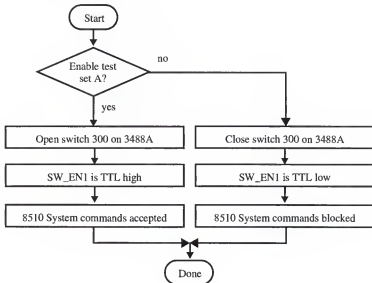 Start
Enable test
set A?
no
yes
Open switch 300 on 3488A
Close switch 300 on 3488A
SW_EN1 is TTL high
SW_EN1 is TTL low
8510 System commands accepted
8510 System commands blocked
Done